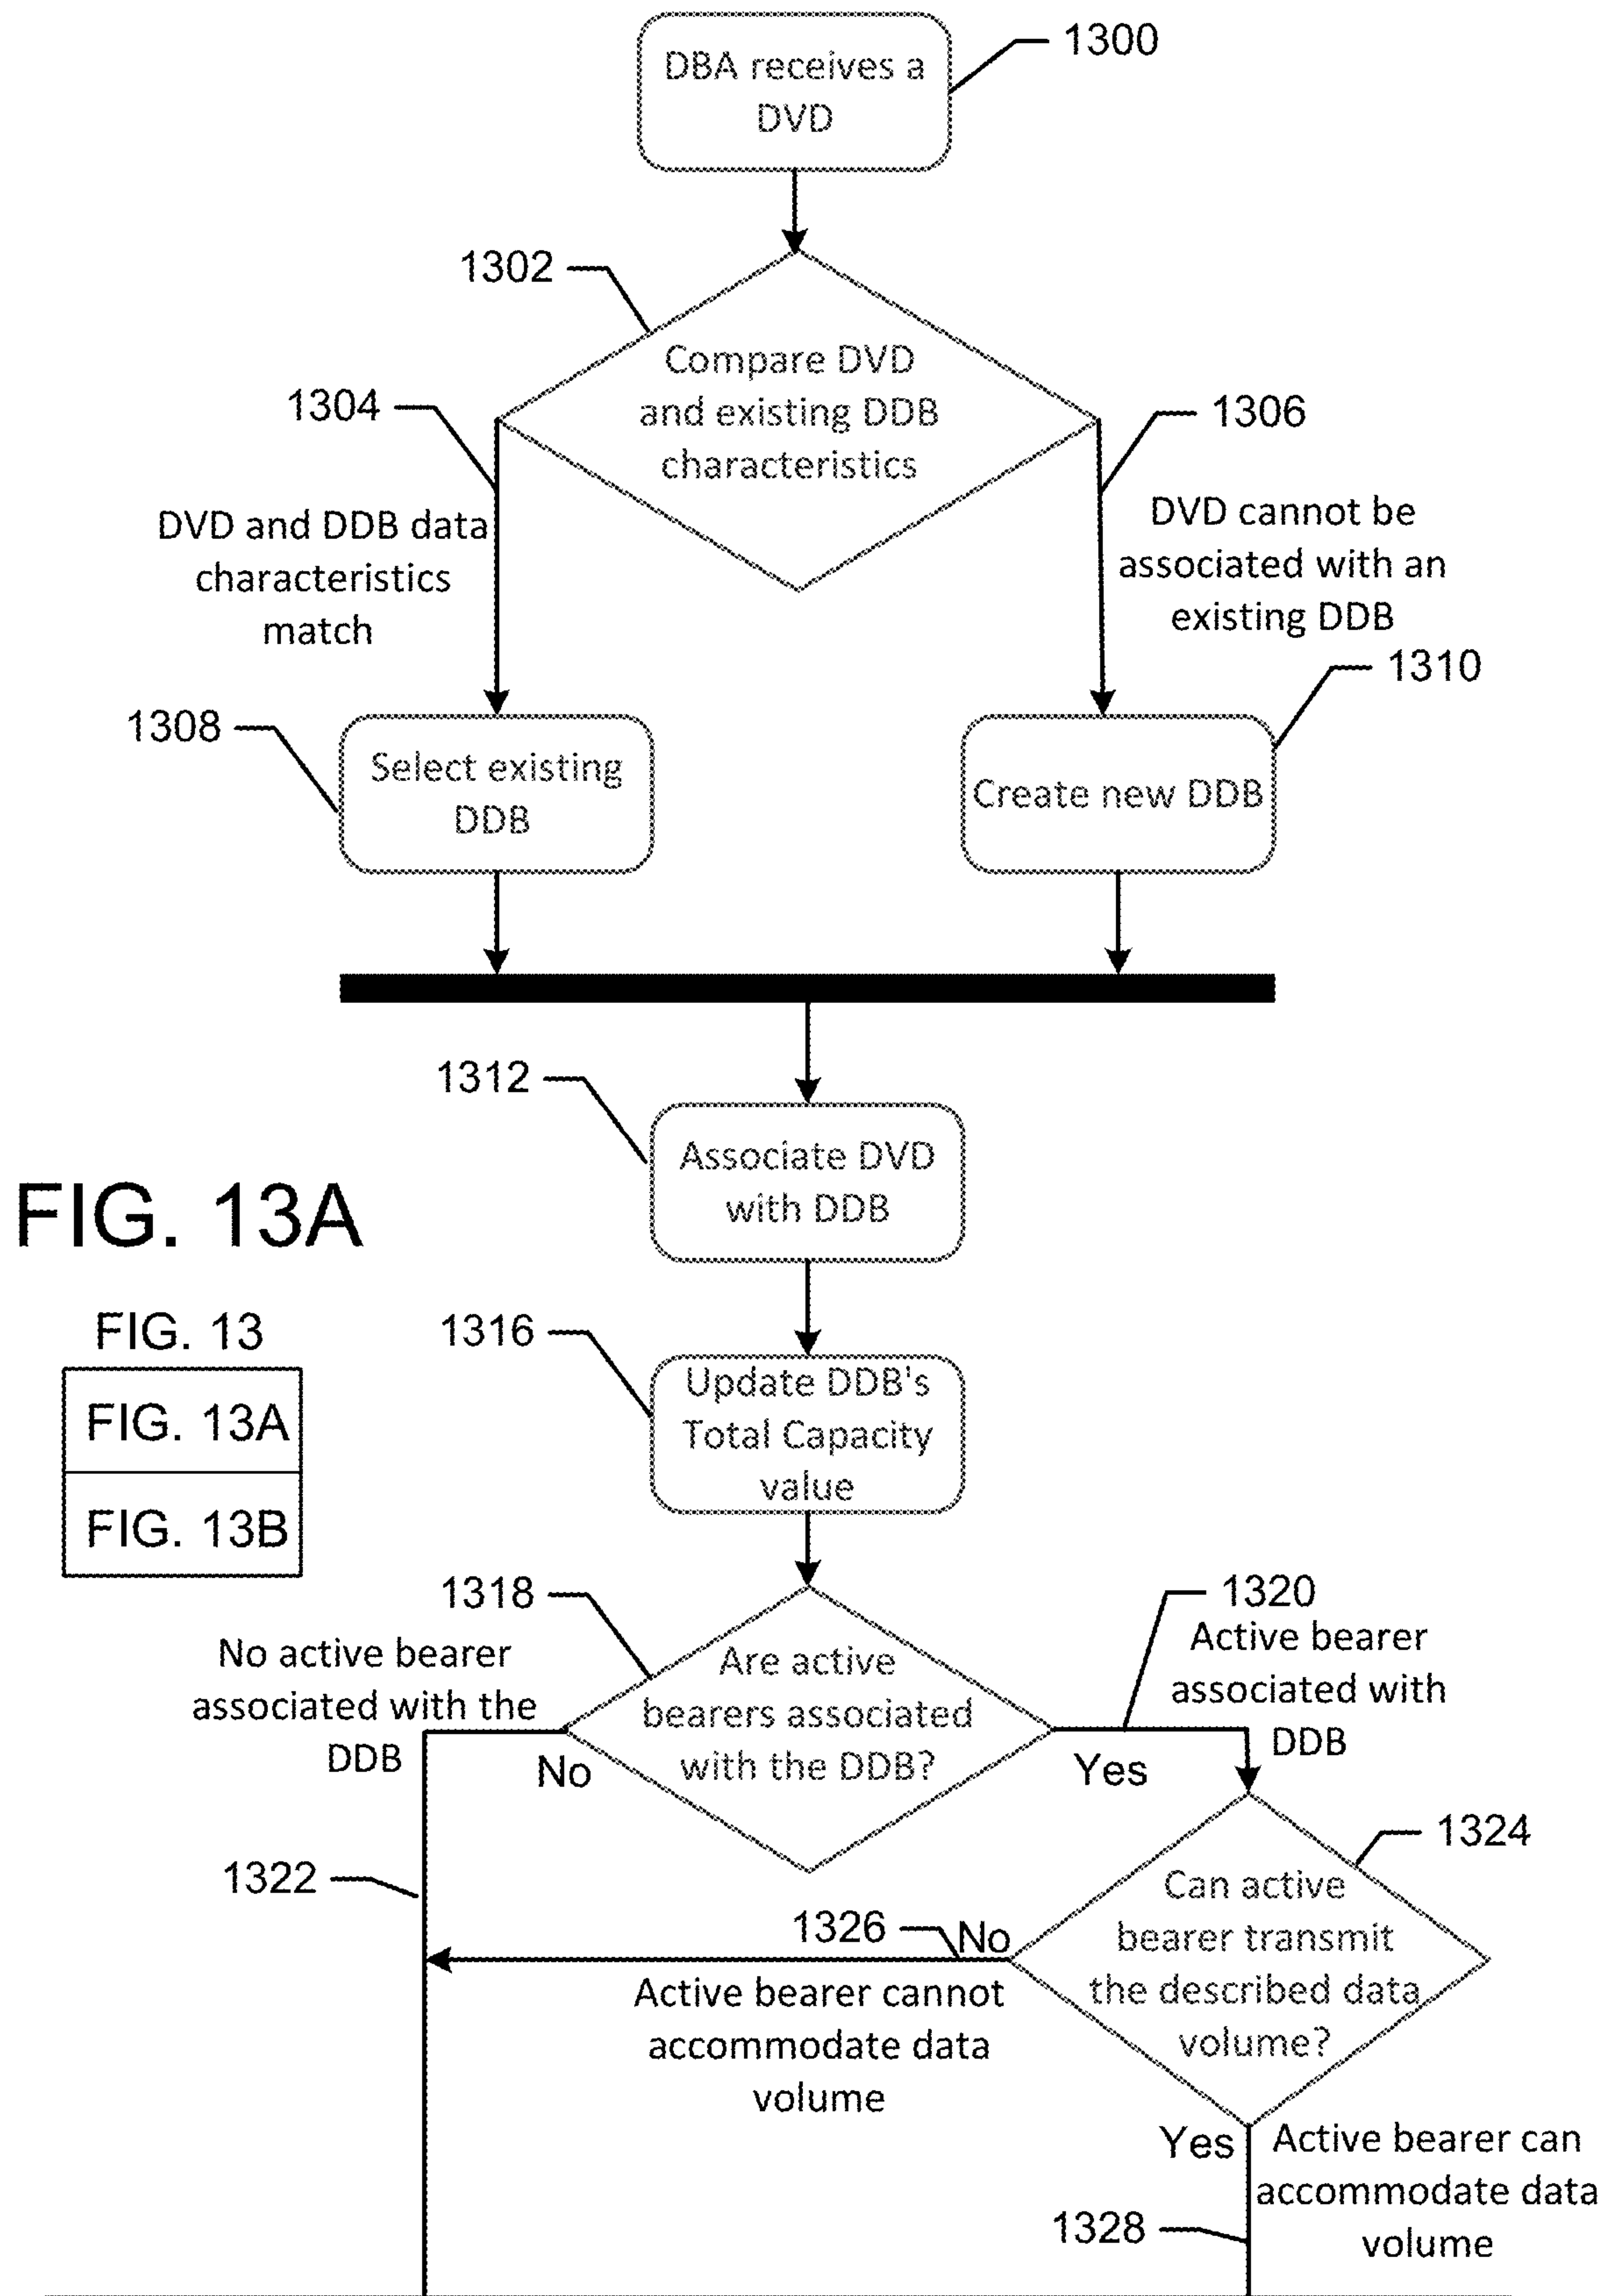 DBA receives a
DVD
1300
1302
Compare DVD
and existing DDB
characteristics
1304
1306
DVD and DDB data
characteristics
match
DVD cannot be
associated with an
existing DDB
1308
1310
Select existing
DDB
Create new DDB
1312
Associate DVD
with DDB
FIG. 13A
1316
Update DDB's
Total Capacity
value
FIG. 13
FIG. 13A
FIG. 13B
1318
1320
No active bearer
associated with the
DDB
No
Are active
bearers associated
with the DDB?
Yes
Active bearer
associated with
DDB
1322
1324
Can active
bearer transmit
the described data
volume?
1326
No
Active bearer cannot
accommodate data
volume
Yes
Active bearer can
accommodate data
volume
1328